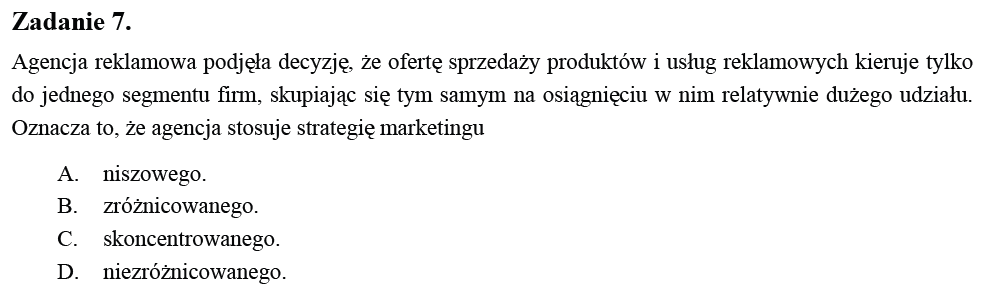 Zadanie 7.
Agencja reklamowa podjęła decyzję, że ofertę sprzedaży produktów i usług reklamowych kieruje tylko
do jednego segmentu firm, skupiając się tym samym na osiągnięciu w nim relatywnie dużego udziału.
Oznacza to, że agencja stosuje strategię marketingu
A. niszowego.
B. zróżnicowanego.
C. skoncentrowanego.
D. niezróżnicowanego.